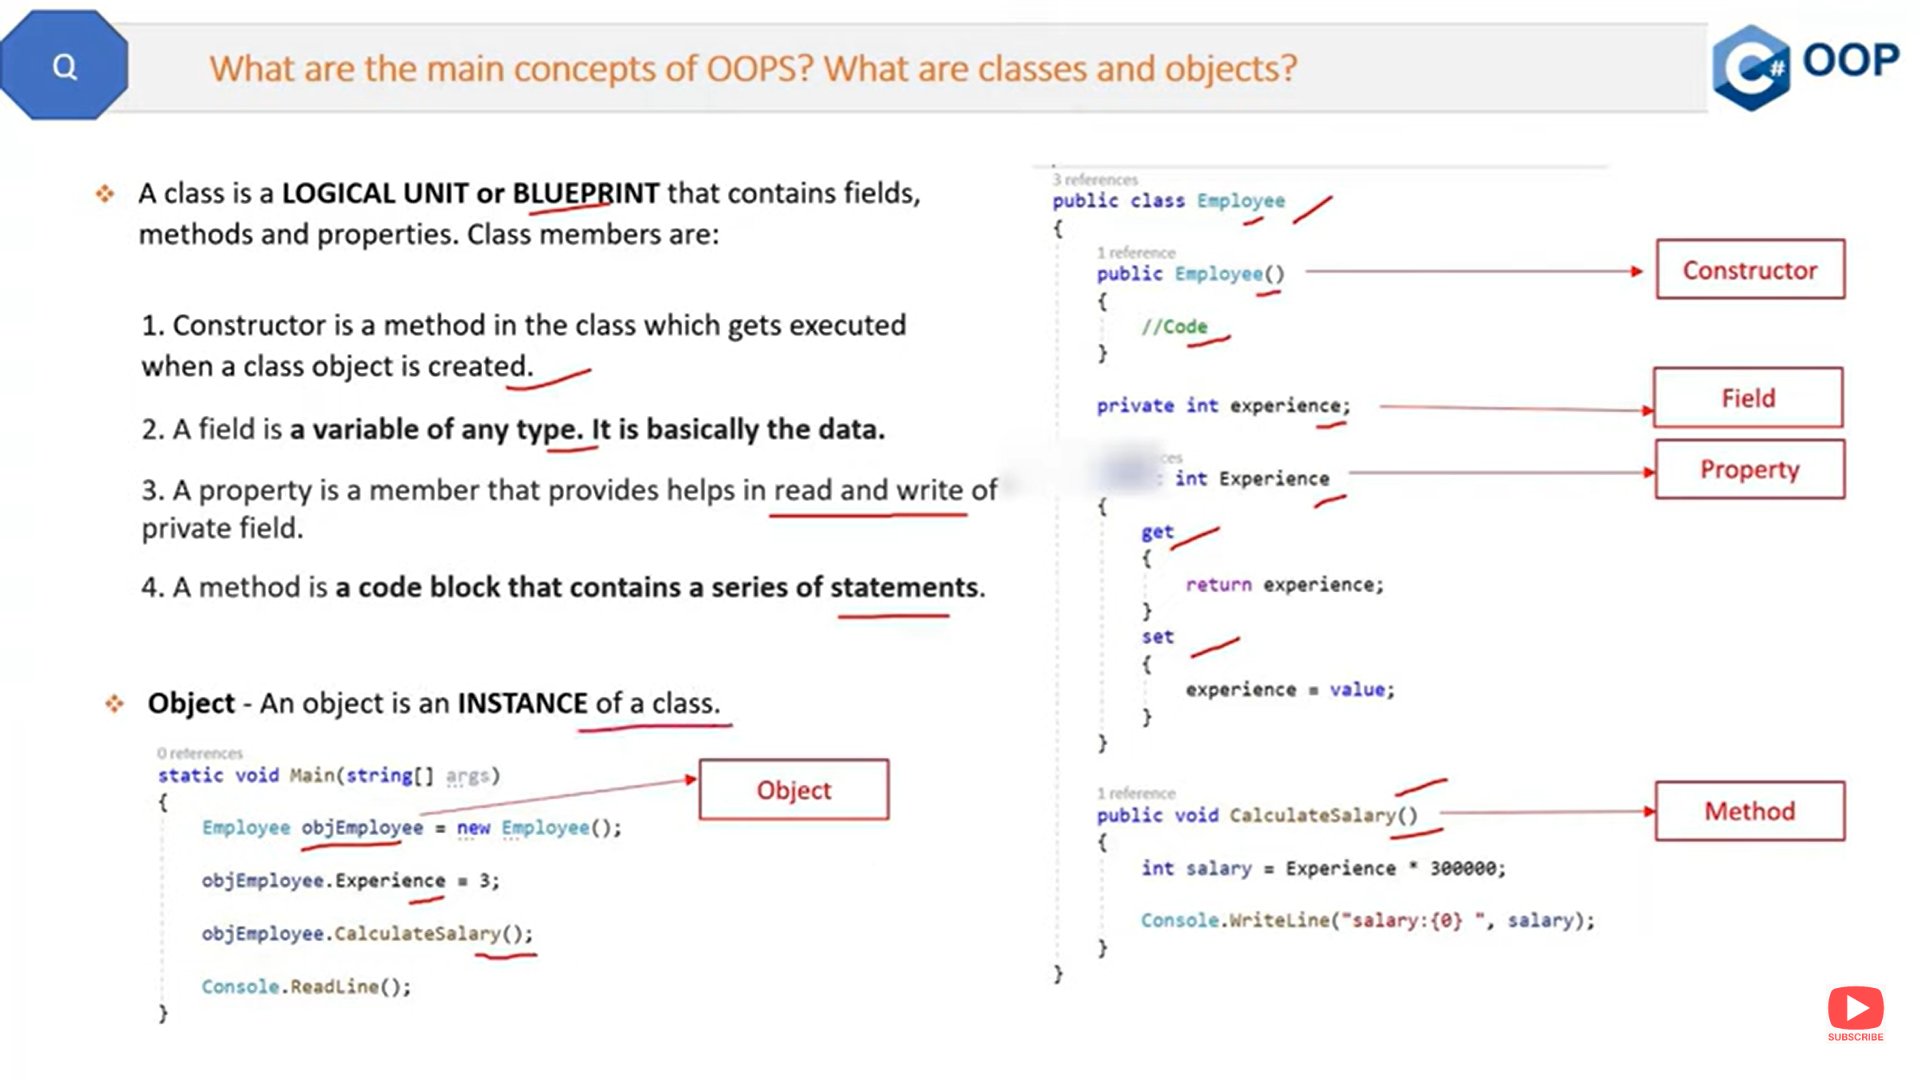 Q
What are the main concepts of OOPS? What are classes and objects?
C# OOP
A class is a LOGICAL UNIT or BLUEPRINT that contains fields,
methods and properties. Class members are:
1. Constructor is a method in the class which gets executed
when a class object is created.
2. A field is a variable of any type. It is basically the data.
3. A property is a member that provides helps in read and write of
private field.
4. A method is a code block that contains a series of statements.
Object - An object is an INSTANCE of a class.
0 references
static void Main(string[] args)
{
Employee objEmployee = new Employee();
objEmployee.Experience = 3;
objEmployee.CalculateSalary();
Console.ReadLine();
}
Object
3 references
public class Employee
{
1 reference
public Employee()
{
//Code
}
private int experience;
int Experience
{
get
{
return experience;
}
set
{
experience = value;
}
}
1 reference
public void CalculateSalary()
{
int salary = Experience * 300000;
Console.WriteLine("salary:{0} ", salary);
}
}
Constructor
Field
Property
Method
SUBSCRIBE